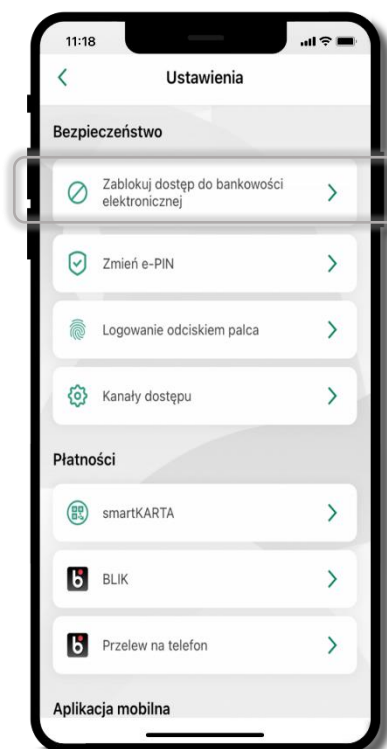 11:18
Ustawienia
Bezpieczeństwo
Zablokuj dostęp do bankowości
elektronicznej
Zmień e-PIN
Logowanie odciskiem palca
Kanały dostępu
Płatności
smartKARTA
BLIK
Przelew na telefon
Aplikacja mobilna